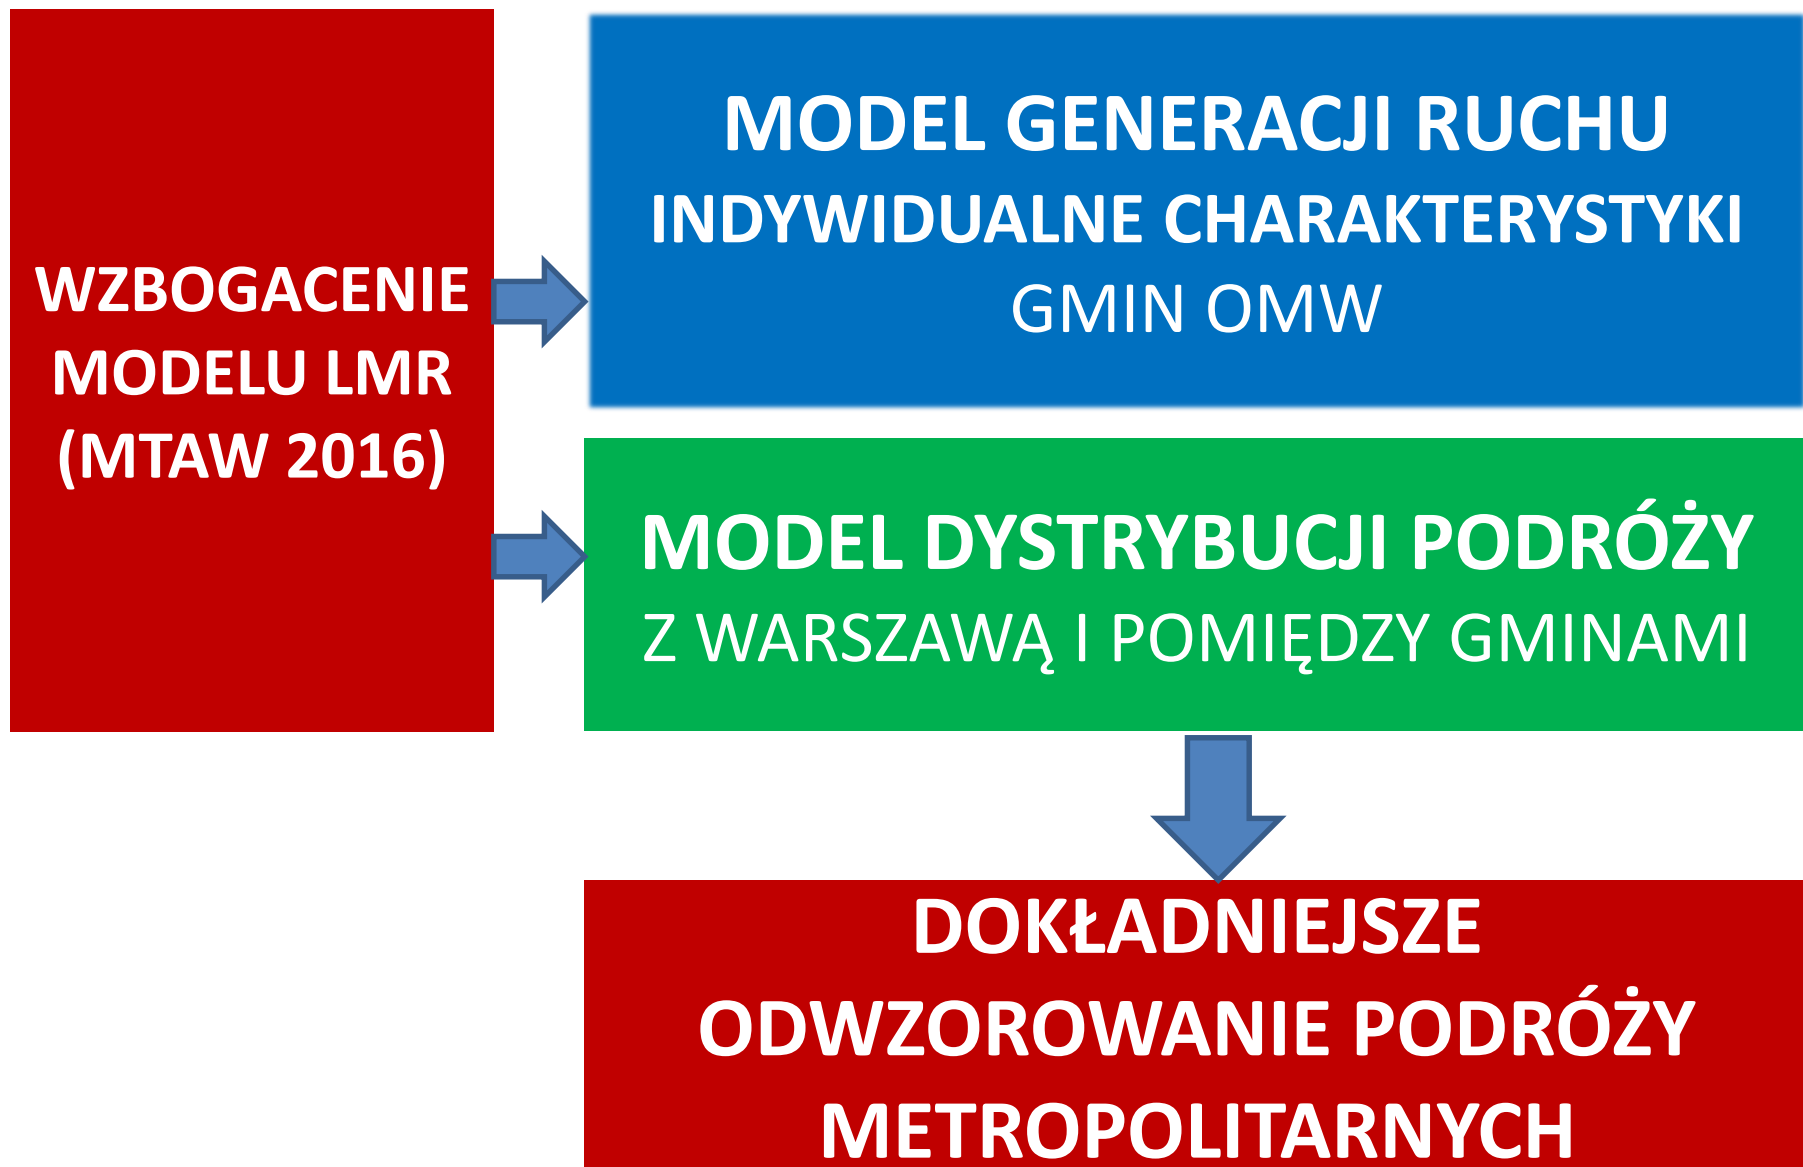 WZBOGACENIE
MODELU LMR
(MTAW 2016)
MODEL GENERACJI RUCHU
INDYWIDUALNE CHARAKTERYSTYKI
GMIN OMW
MODEL DYSTRYBUCJI PODRÓŻY
Z WARSZAWĄ I POMIĘDZY GMINAMI
DOKŁADNIEJSZE
ODWZOROWANIE PODRÓŻY
METROPOLITARNYCH